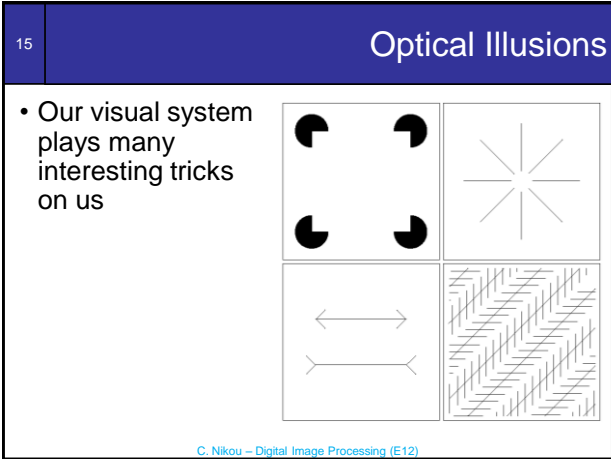 15
Optical Illusions
• Our visual system
plays many
interesting tricks
on us
C. Nikou – Digital Image Processing (E12)